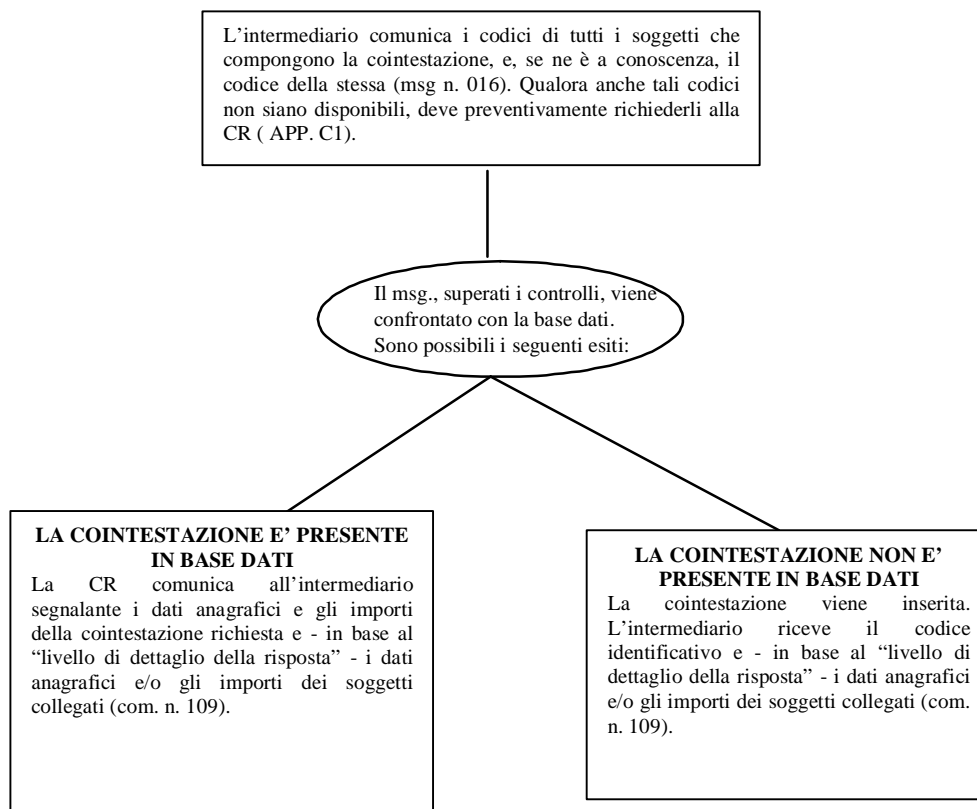 L’intermediario comunica i codici di tutti i soggetti che
compongono la cointestazione, e, se ne è a conoscenza, il
codice della stessa (msg n. 016). Qualora anche tali codici
non siano disponibili, deve preventivamente richiederli alla
CR ( APP. C1).
Il msg., superati i controlli, viene
confrontato con la base dati.
Sono possibili i seguenti esiti:
LA COINTESTAZIONE E’ PRESENTE
IN BASE DATI
La CR comunica all’intermediario
segnalante i dati anagrafici e gli importi
della cointestazione richiesta e - in base al
“livello di dettaglio della risposta” - i dati
anagrafici e/o gli importi dei soggetti
collegati (com. n. 109).
LA COINTESTAZIONE NON E’
PRESENTE IN BASE DATI
La cointestazione viene inserita.
L’intermediario riceve il codice
identificativo e - in base al “livello di
dettaglio della risposta” - i dati anagrafici
e/o gli importi dei soggetti collegati (com.
n. 109).